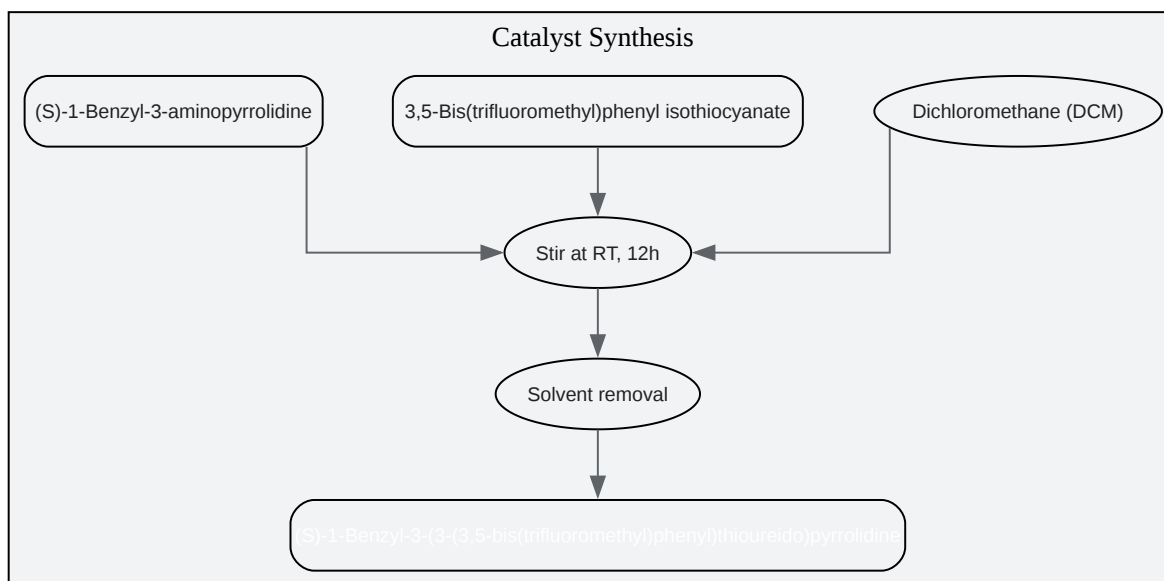 Catalyst Synthesis
(S)-1-Benzyl-3-aminopyrrolidine
3,5-Bis(trifluoromethyl)phenyl isothiocyanate
Dichloromethane (DCM)
Stir at RT, 12h
Solvent removal
(S)-1-Benzyl-3-(3-(3,5-bis(trifluoromethyl)phenyl)thioureido)pyrrolidine